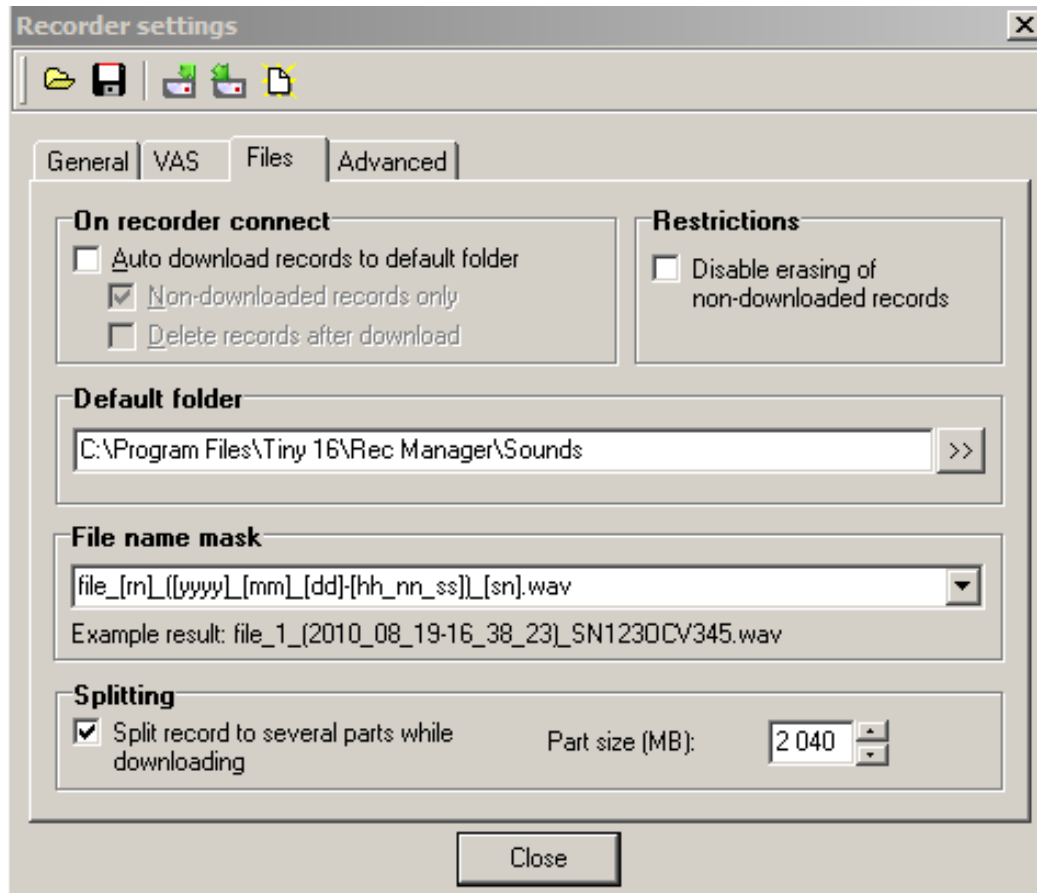 Recorder settings
General VAS Files Advanced
On recorder connect
Auto download records to default folder
Non-downloaded records only
Delete records after download
Restrictions
Disable erasing of
non-downloaded records
Default folder
C:\Program Files\Tiny 16\Rec Manager\Sounds
>>
File name mask
file_[rn]_([yyyy]_[mm]_[dd]-[hh_nn_ss])_[sn].wav
Example result: file_1_(2010_08_19-16_38_23)_SN123OCV345.wav
Splitting
Split record to several parts while
downloading
Part size (MB):
2 040
Close